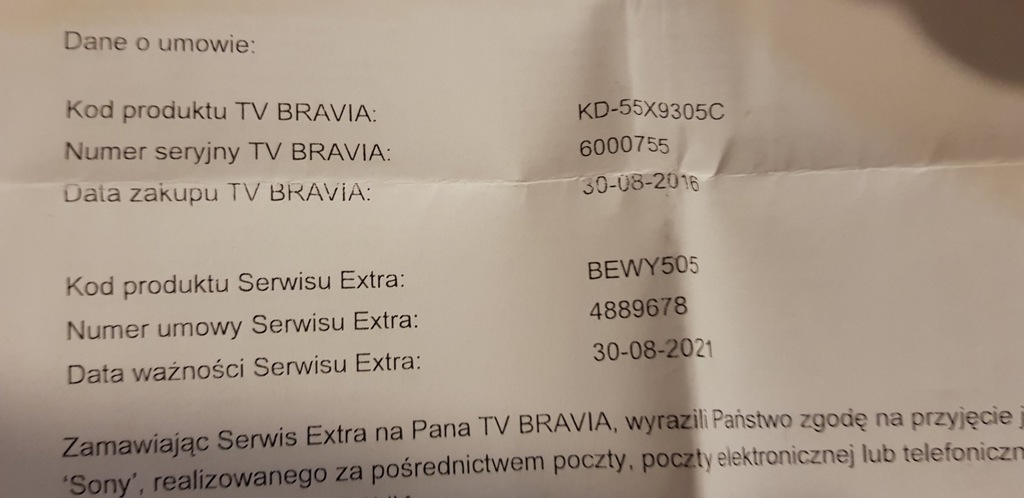 Dane o umowie:
Kod produktu TV BRAVIA: KD-55X9305C
Numer seryjny TV BRAVIA: 6000755
Data zakupu TV BRAVIA: 30-08-2016
Kod produktu Serwisu Extra: BEWY505
Numer umowy Serwisu Extra: 4889678
Data ważności Serwisu Extra: 30-08-2021
Zamawiając Serwis Extra na Pana TV BRAVIA, wyrazili Państwo zgodę na przyjęcie j
'Sony', realizowanego za pośrednictwem poczty, poczty elektronicznej lub telefoniczn